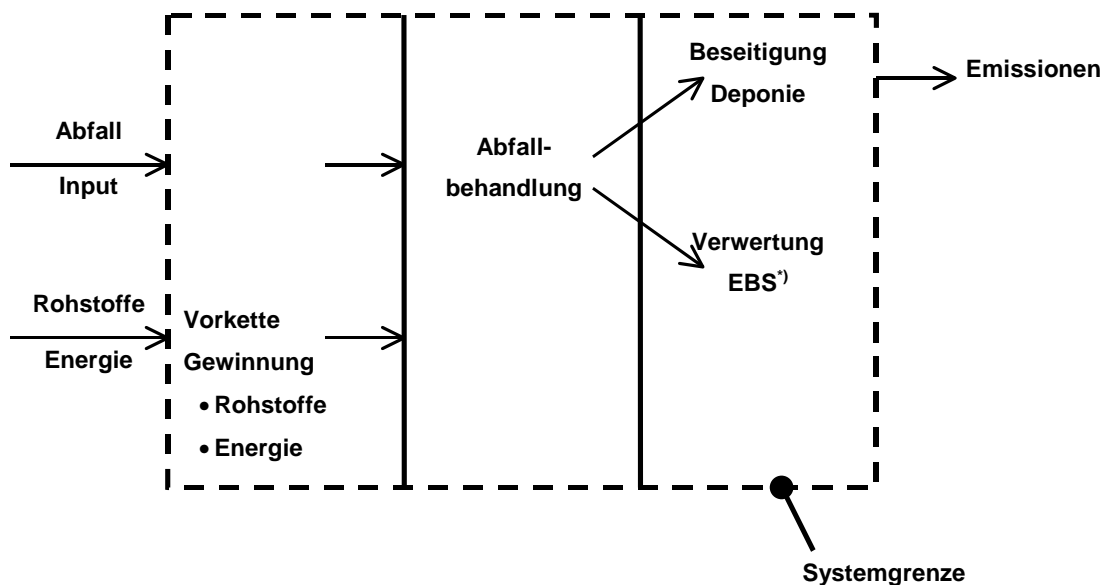 Abfall
Input
Rohstoffe
Energie
Vorkette
Gewinnung
• Rohstoffe
• Energie
Abfall-
behandlung
Beseitigung
Deponie
Verwertung
EBS*)
Emissionen
Systemgrenze